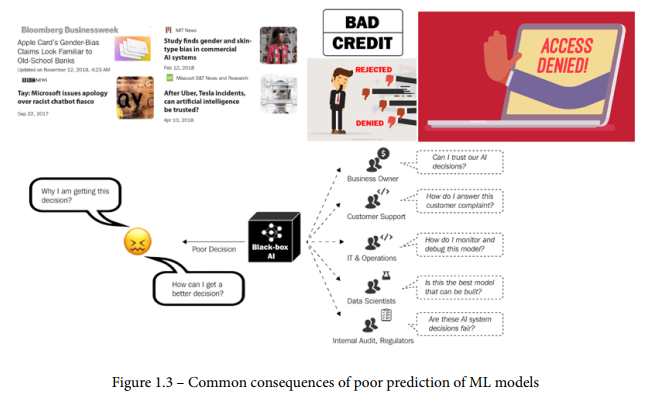 Bloomberg Businessweek
Apple Card's Gender-Bias
Claims Look Familiar to
Old-School Banks
Updated on November 12, 2019, 4:23 AM
BBC NEWS
Tay: Microsoft issues apology
over racist chatbot fiasco
Sep 22, 2017
MIT News
Study finds gender and skin-
type bias in commercial
AI systems
Feb 12, 2018
Missouri S&T News and Research
After Uber, Tesla incidents,
can artificial intelligence
be trusted?
Apr 10, 2018
BAD
CREDIT
REJECTED
DENIED
ACCESS
DENIED!
Why I am getting this
decision?
How can I get a
better decision?
Poor Decision
Black-box
AI
$
Business Owner
Can I trust our AI
decisions?
</>
Customer Support
How do I answer this
customer complaint?
</>
IT & Operations
How do I monitor and
debug this model?
Data Scientists
Is this the best model
that can be built?
Internal Audit, Regulators
Are these AI system
decisions fair?
Figure 1.3 – Common consequences of poor prediction of ML models